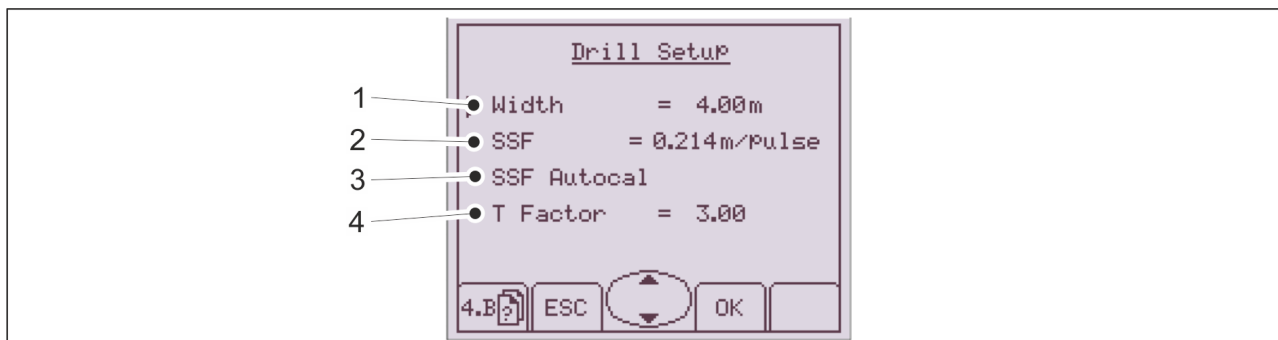 Drill Setup
1 Width = 4.00m
2 SSF = 0.214m/pulse
3 SSF Autocal
4 T Factor = 3.00
4.B ? ESC OK